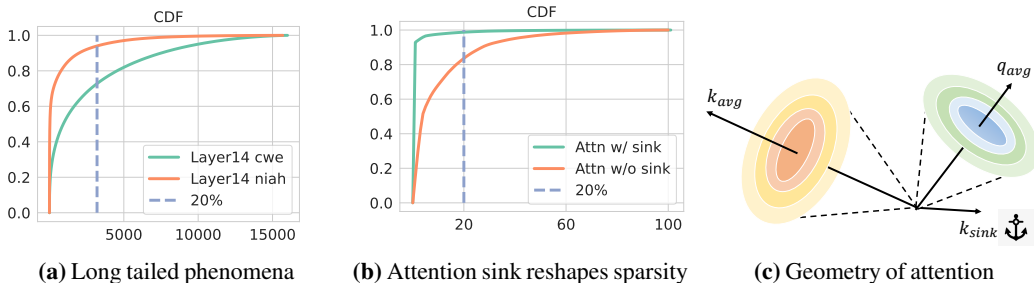 CDF
1.0
0.8
0.6
0.4
0.2
0.0
Layer14 cwe
Layer14 niah
20%
5000 10000 15000
(a) Long tailed phenomena
CDF
1.0
0.8
0.6
0.4
0.2
0.0
Attn w/ sink
Attn w/o sink
20%
20 60 100
(b) Attention sink reshapes sparsity
k_avg
q_avg
k_sink
(c) Geometry of attention